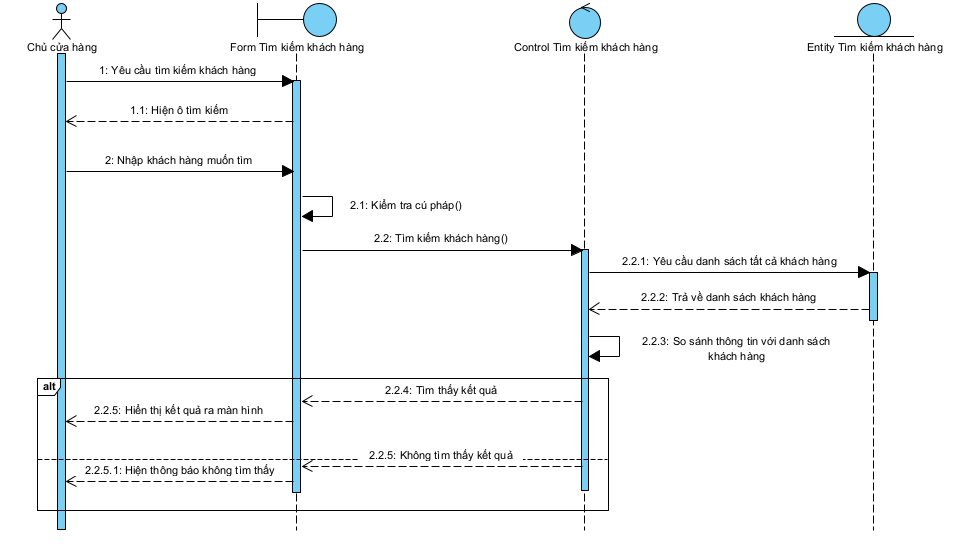 Chủ cửa hàng
Form Tìm kiếm khách hàng
Control Tìm kiếm khách hàng
Entity Tìm kiếm khách hàng
1: Yêu cầu tìm kiếm khách hàng
1.1: Hiện ô tìm kiếm
2: Nhập khách hàng muốn tìm
2.1: Kiểm tra cú pháp()
2.2: Tìm kiếm khách hàng()
2.2.1: Yêu cầu danh sách tất cả khách hàng
2.2.2: Trả về danh sách khách hàng
2.2.3: So sánh thông tin với danh sách
khách hàng
alt
2.2.4: Tìm thấy kết quả
2.2.5: Hiển thị kết quả ra màn hình
2.2.5: Không tìm thấy kết quả
2.2.5.1: Hiện thông báo không tìm thấy